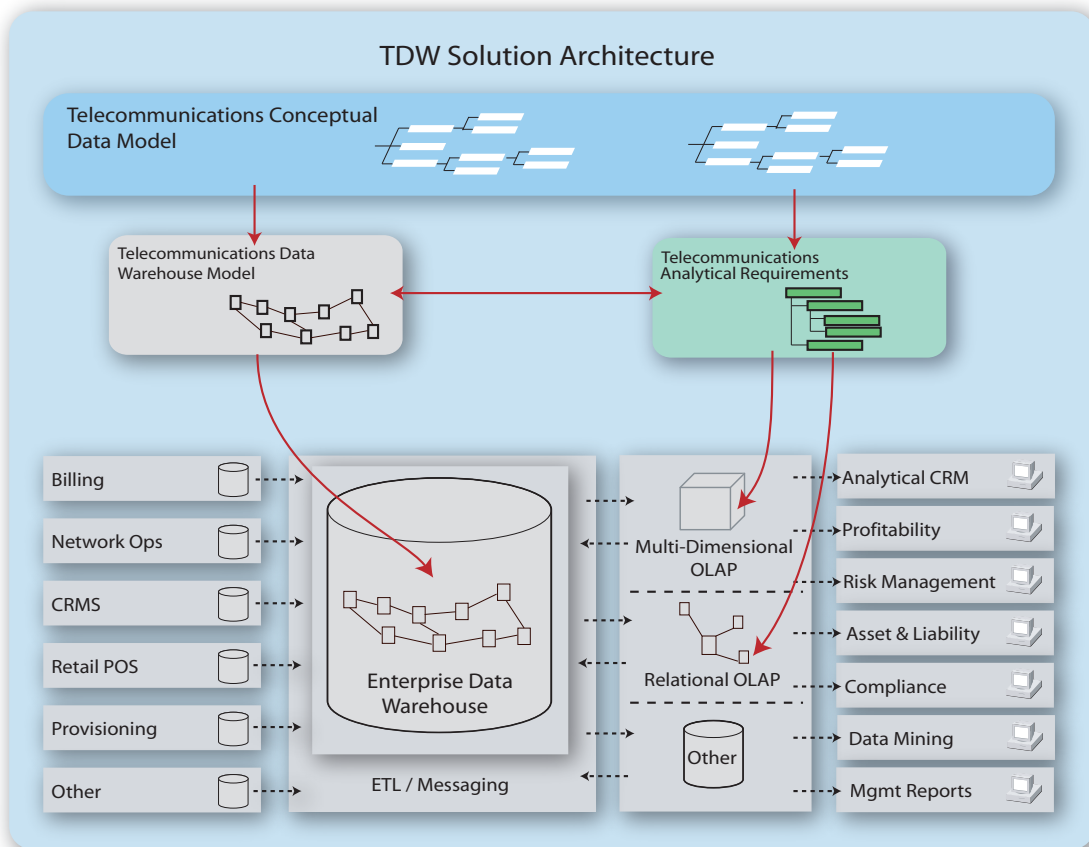 TDW Solution Architecture
Telecommunications Conceptual
Data Model
Telecommunications Data
Warehouse Model
Telecommunications
Analytical Requirements
Billing
Network Ops
CRMS
Retail POS
Provisioning
Other
Enterprise Data
Warehouse
ETL / Messaging
Multi-Dimensional
OLAP
Relational OLAP
Other
Analytical CRM
Profitability
Risk Management
Asset & Liability
Compliance
Data Mining
Mgmt Reports